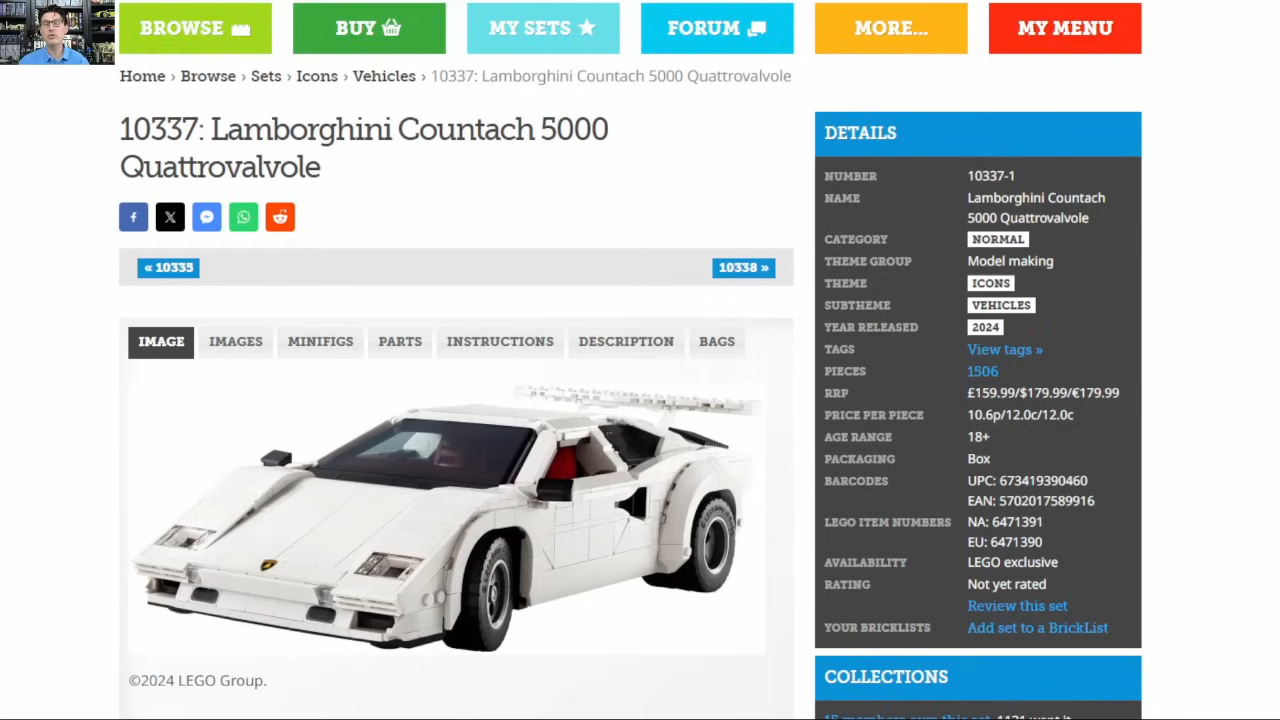 BROWSE
BUY
MY SETS
FORUM
MORE...
MY MENU
Home › Browse › Sets › Icons › Vehicles › 10337: Lamborghini Countach 5000 Quattrovalvole
10337: Lamborghini Countach 5000
Quattrovalvole
« 10335
10338 »
IMAGE
IMAGES
MINIFIGS
PARTS
INSTRUCTIONS
DESCRIPTION
BAGS
©2024 LEGO Group.
DETAILS
NUMBER 10337-1
NAME Lamborghini Countach
5000 Quattrovalvole
CATEGORY NORMAL
THEME GROUP Model making
THEME ICONS
SUBTHEME VEHICLES
YEAR RELEASED 2024
TAGS View tags »
PIECES 1506
RRP £159.99/$179.99/€179.99
PRICE PER PIECE 10.6p/12.0c/12.0c
AGE RANGE 18+
PACKAGING Box
BARCODES UPC: 673419390460
EAN: 5702017589916
LEGO ITEM NUMBERS NA: 6471391
EU: 6471390
AVAILABILITY LEGO exclusive
RATING Not yet rated
Review this set
YOUR BRICKLISTS Add set to a BrickList
COLLECTIONS